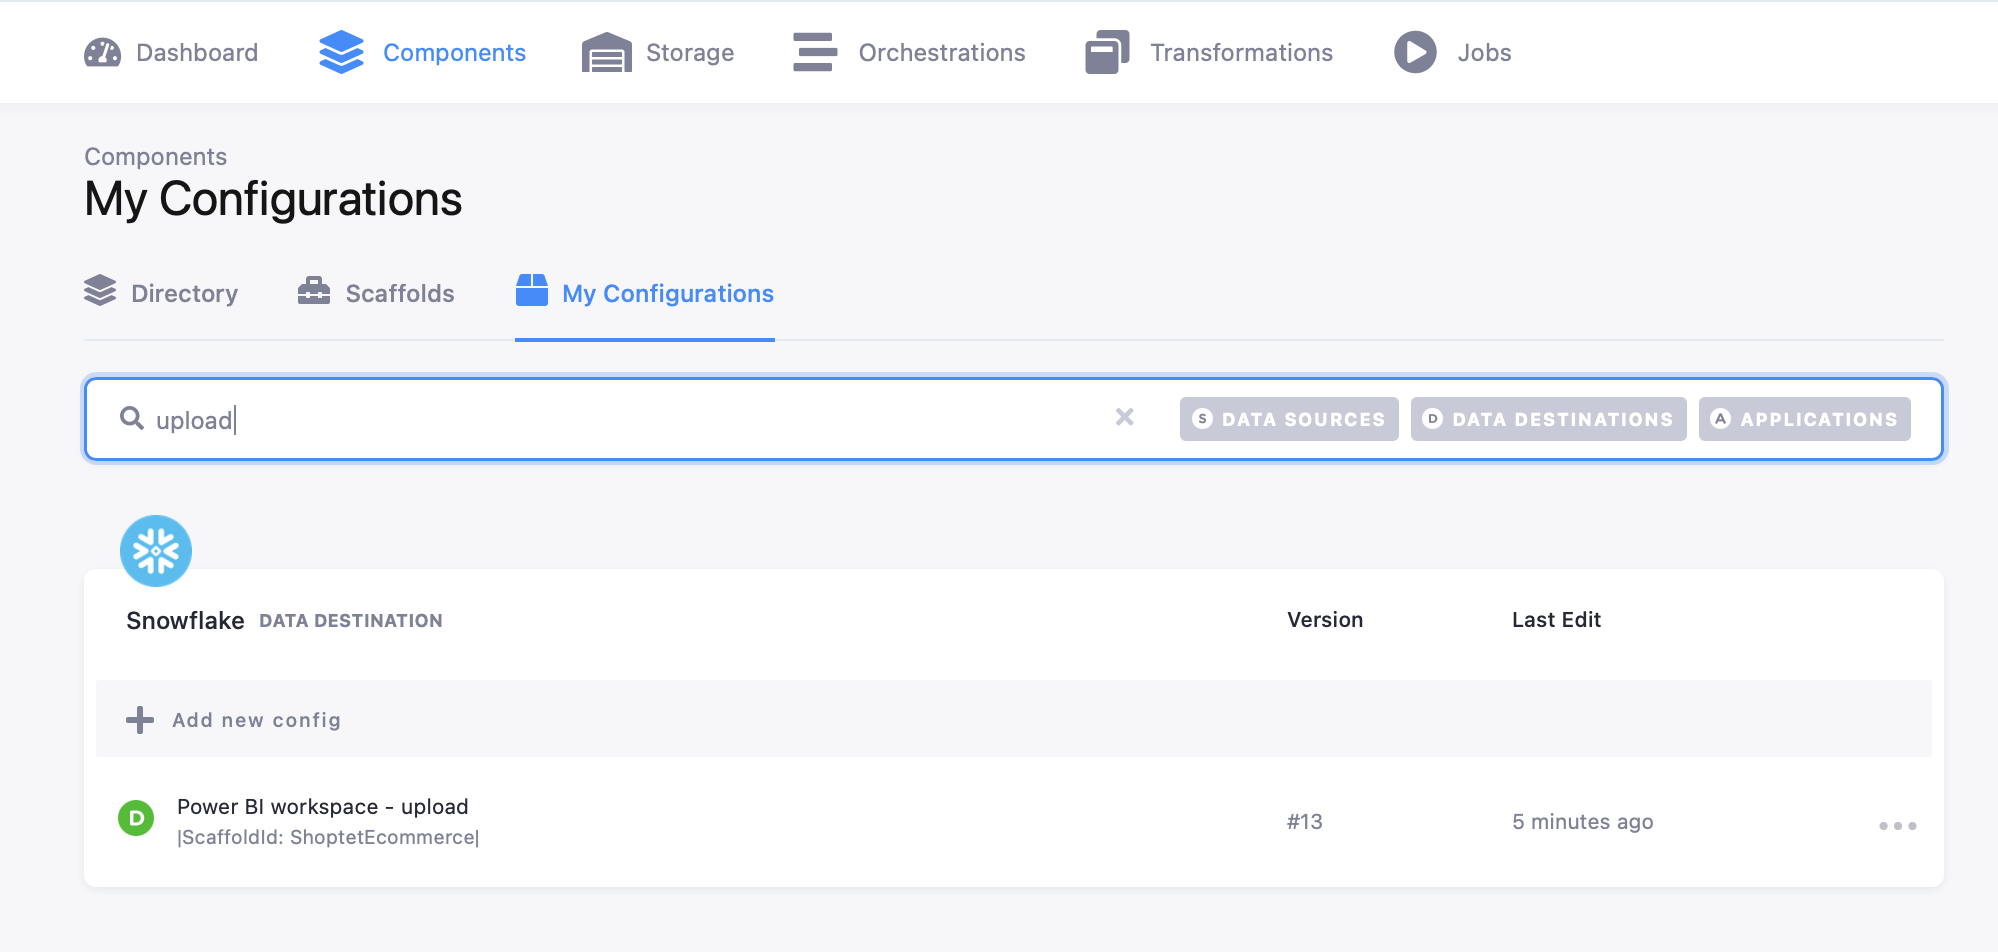 Dashboard Components Storage Orchestrations Transformations Jobs
Components
My Configurations
Directory Scaffolds My Configurations
upload S DATA SOURCES D DATA DESTINATIONS A APPLICATIONS
Snowflake DATA DESTINATION Version Last Edit
Add new config
D Power BI workspace - upload
|ScaffoldId: ShoptetEcommerce|
#13 5 minutes ago